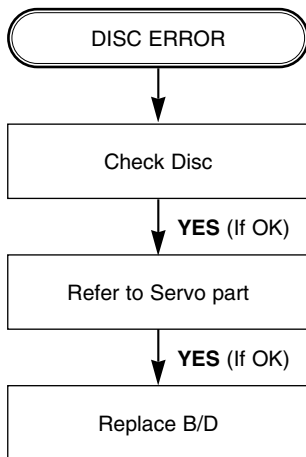 DISC ERROR
Check Disc
YES (If OK)
Refer to Servo part
YES (If OK)
Replace B/D